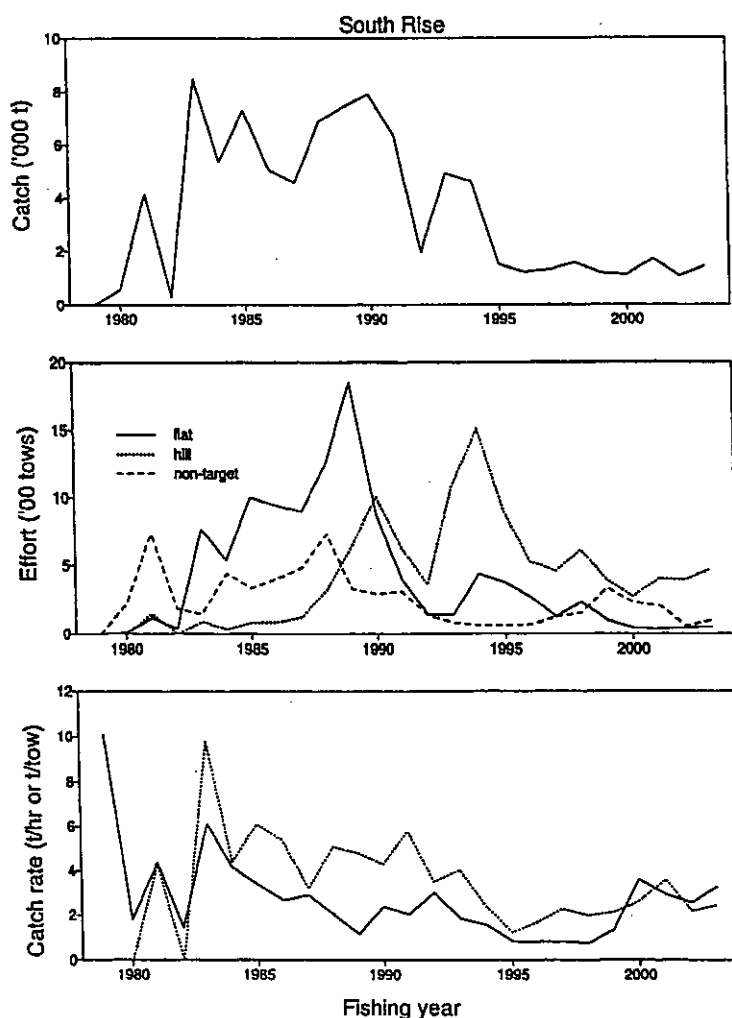 South Rise
Catch ('000 t)
10
8
6
4
2
0
1980 1985 1990 1995 2000
Effort ('00 tows)
20
15
10
5
0
flat
hill
non-target
1980 1985 1990 1995 2000
Catch rate (t/hr or t/tow)
12
10
8
6
4
2
0
1980 1985 1990 1995 2000
Fishing year